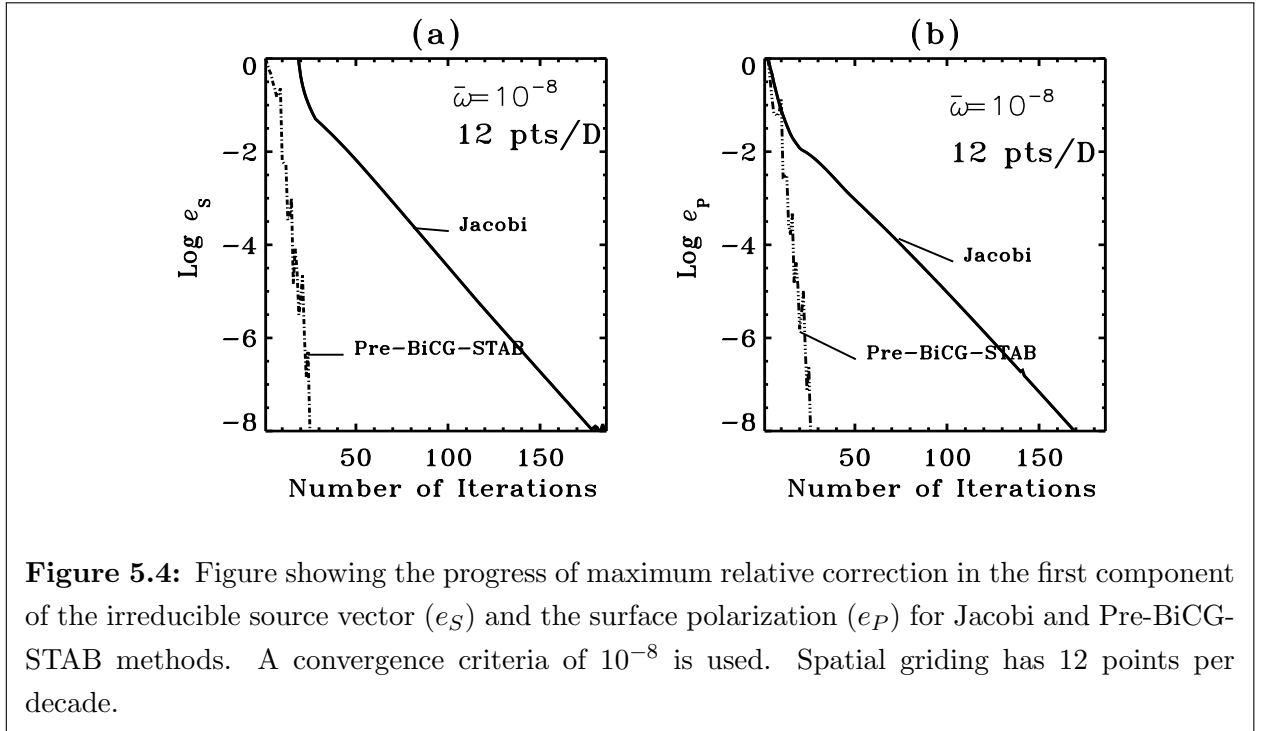 (a)
0
−2
−4
−6
−8
Log e_S
ω̄=10⁻⁸
12 pts/D
Jacobi
Pre−BiCG−STAB
50 100 150
Number of Iterations
(b)
0
−2
−4
−6
−8
Log e_P
ω̄=10⁻⁸
12 pts/D
Jacobi
Pre−BiCG−STAB
50 100 150
Number of Iterations
Figure 5.4: Figure showing the progress of maximum relative correction in the first component
of the irreducible source vector (e_S) and the surface polarization (e_P) for Jacobi and Pre-BiCG-
STAB methods. A convergence criteria of 10⁻⁸ is used. Spatial griding has 12 points per
decade.